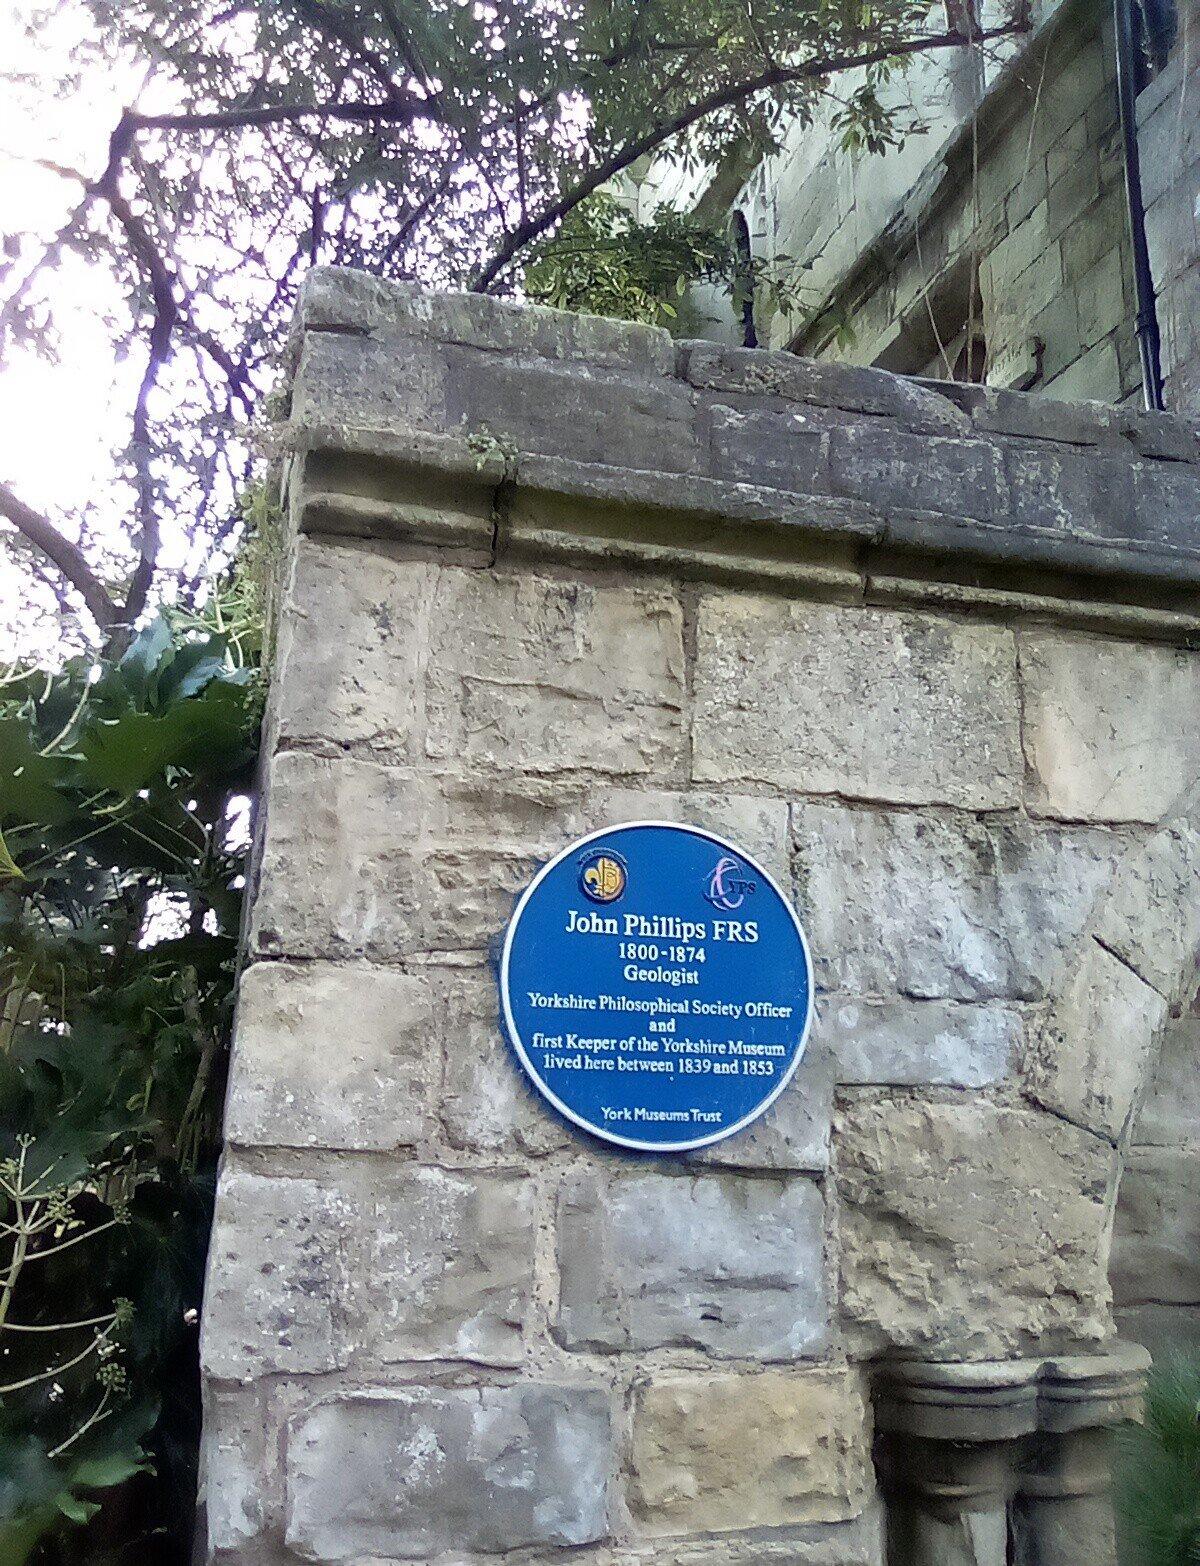 YPS
John Phillips FRS
1800-1874
Geologist
Yorkshire Philosophical Society Officer
and
first Keeper of the Yorkshire Museum
lived here between 1839 and 1853
York Museums Trust